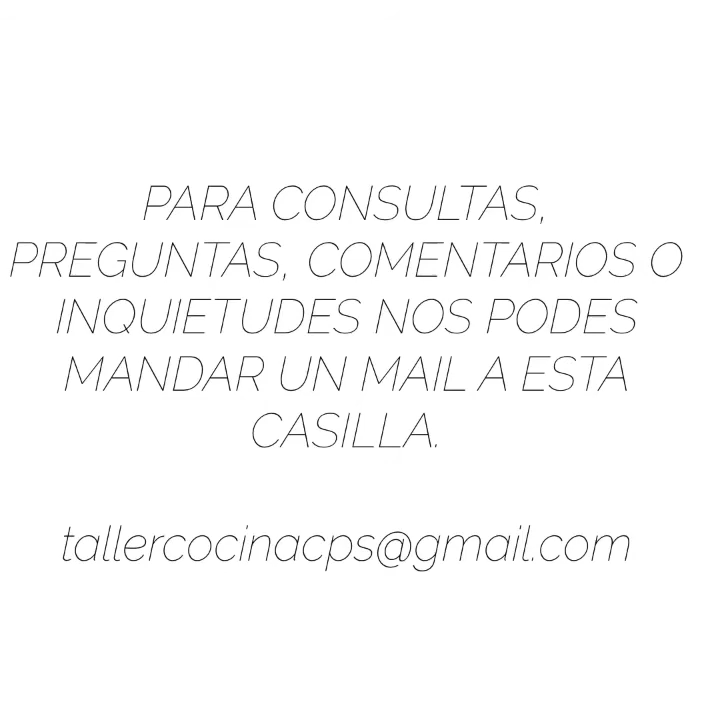 PARA CONSULTAS,
PREGUNTAS, COMENTARIOS O
INQUIETUDES NOS PODES
MANDAR UN MAIL A ESTA
CASILLA.
tallercocinacps@gmail.com